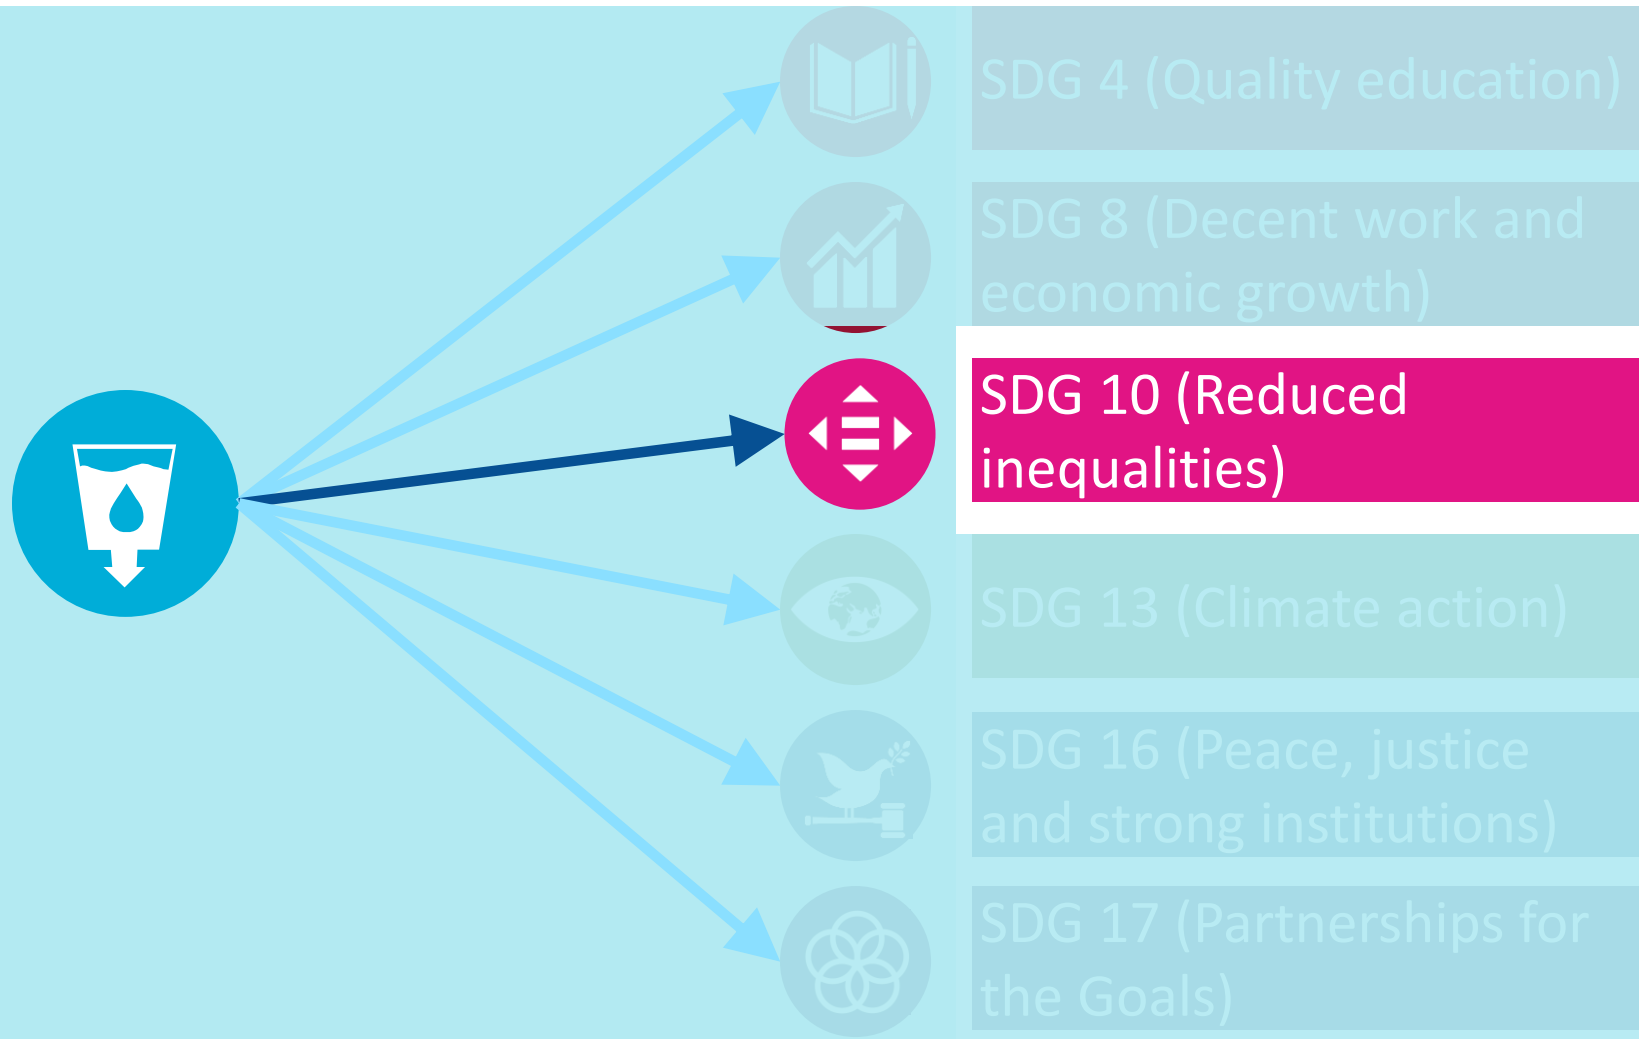 SDG 4 (Quality education)
SDG 8 (Decent work and
economic growth)
SDG 10 (Reduced
inequalities)
SDG 13 (Climate action)
SDG 16 (Peace, justice
and strong institutions)
SDG 17 (Partnerships for
the Goals)